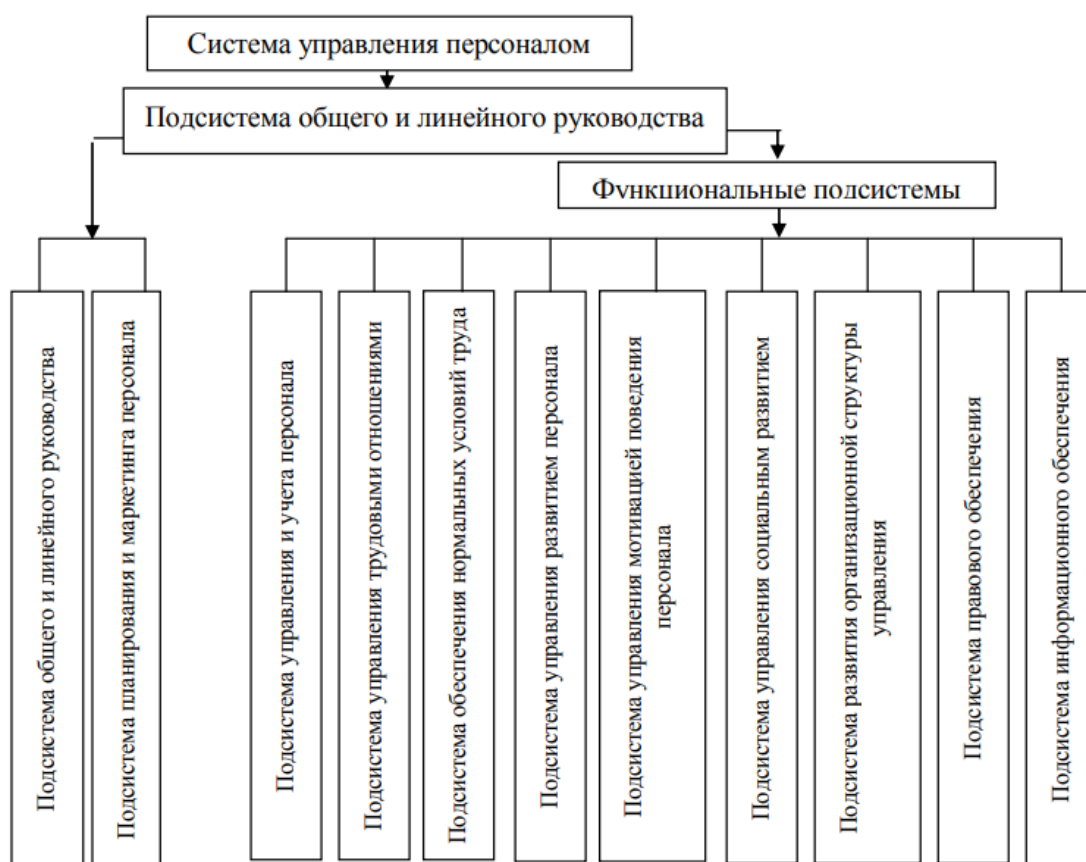 Система управления персоналом
Подсистема общего и линейного руководства
Функциональные подсистемы
Подсистема общего и линейного руководства
Подсистема планирования и маркетинга персонала
Подсистема управления и учета персонала
Подсистема управления трудовыми отношениями
Подсистема обеспечения нормальных условий труда
Подсистема управления развитием персонала
Подсистема управления мотивацией поведения
персонала
Подсистема управления социальным развитием
Подсистема развития организационной структуры
управления
Подсистема правового обеспечения
Подсистема информационного обеспечения